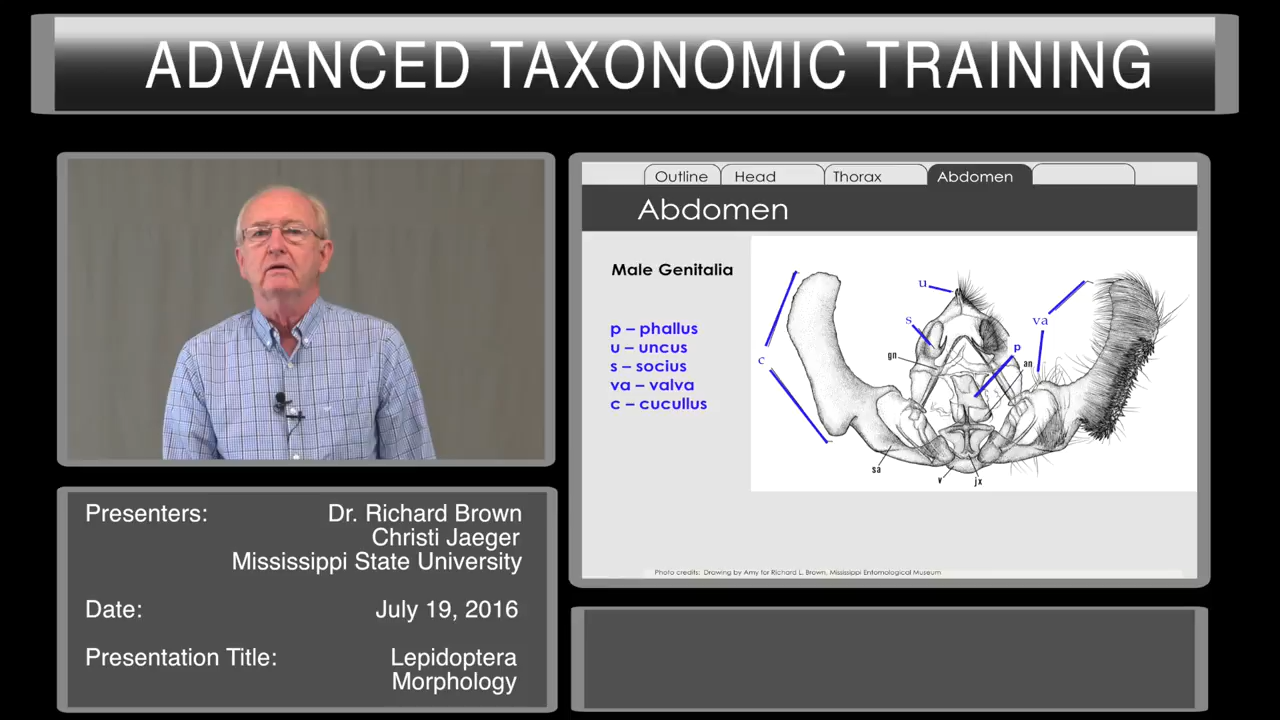 ADVANCED TAXONOMIC TRAINING
Outline Head Thorax Abdomen
Abdomen
Male Genitalia
p – phallus
u – uncus
s – socius
va – valva
c – cucullus
u
s
va
p
c
gn
an
sa
v
jx
Photo credits: Drawing by Amy for Richard L. Brown, Mississippi Entomological Museum
Presenters: Dr. Richard Brown
Christi Jaeger
Mississippi State University
Date: July 19, 2016
Presentation Title: Lepidoptera
Morphology